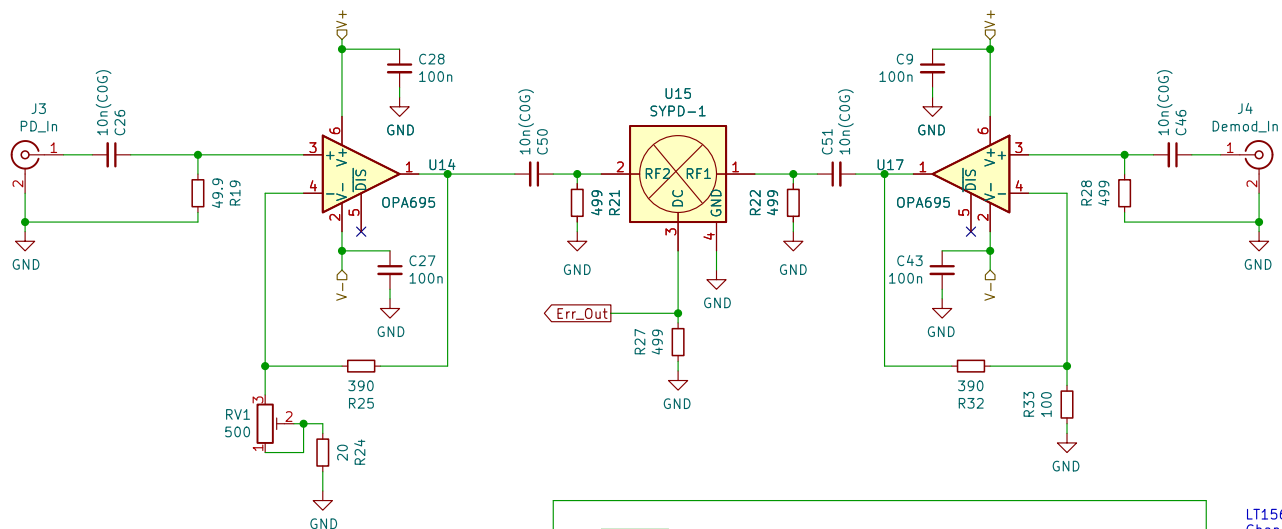 V+
V+
C28
100n
C9
100n
GND
GND
J3
PD_In
1
2
10n(C0G)
C26
49.9
R19
GND
3
4
6
V+
V-
DIS
2
5
1
U14
OPA695
+
-
C27
100n
V-
GND
10n(C0G)
C50
499
R21
GND
U15
SYPD-1
2
RF2
RF1
1
DC
GND
3
4
GND
Err_Out
R27
499
GND
R22
499
GND
C51
10n(C0G)
U17
OPA695
1
6
V+
V-
DIS
5
2
3
4
+
-
C43
100n
V-
GND
R28
499
10n(C0G)
C46
J4
Demod_In
1
2
GND
390
R25
RV1
500
3
2
1
20
R24
GND
390
R32
R33
100
GND